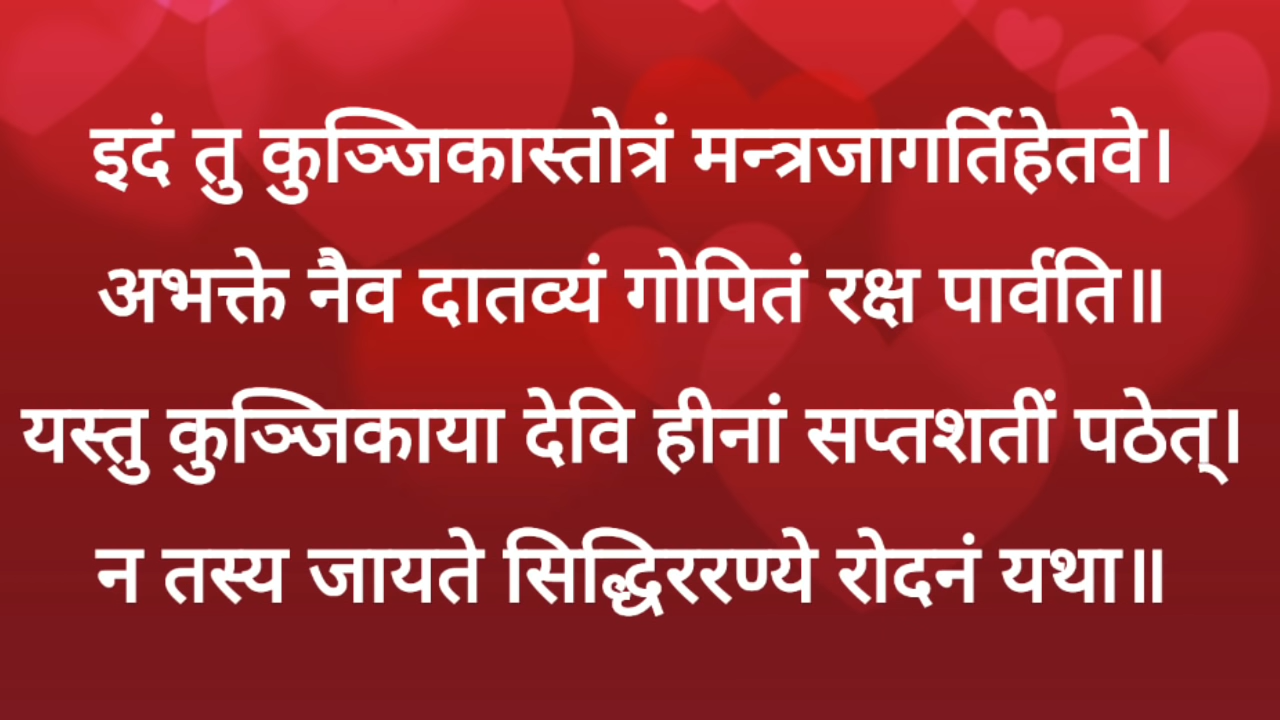 इदं तु कुञ्जिकास्तोत्रं मन्त्रजागर्तिहेतवे।
अभक्ते नैव दातव्यं गोपितं रक्ष पार्वति॥
यस्तु कुञ्जिकाया देवि हीनां सप्तशतीं पठेत्।
न तस्य जायते सिद्धिररण्ये रोदनं यथा॥